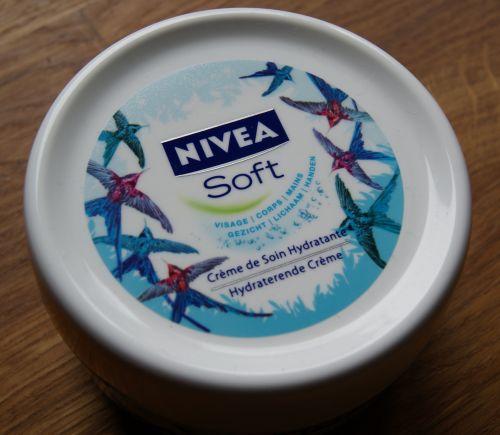 NIVEA
Soft
VISAGE | CORPS | MAINS
GEZICHT | LICHAAM | HANDEN
Crème de Soin Hydratante
Hydraterende Crème